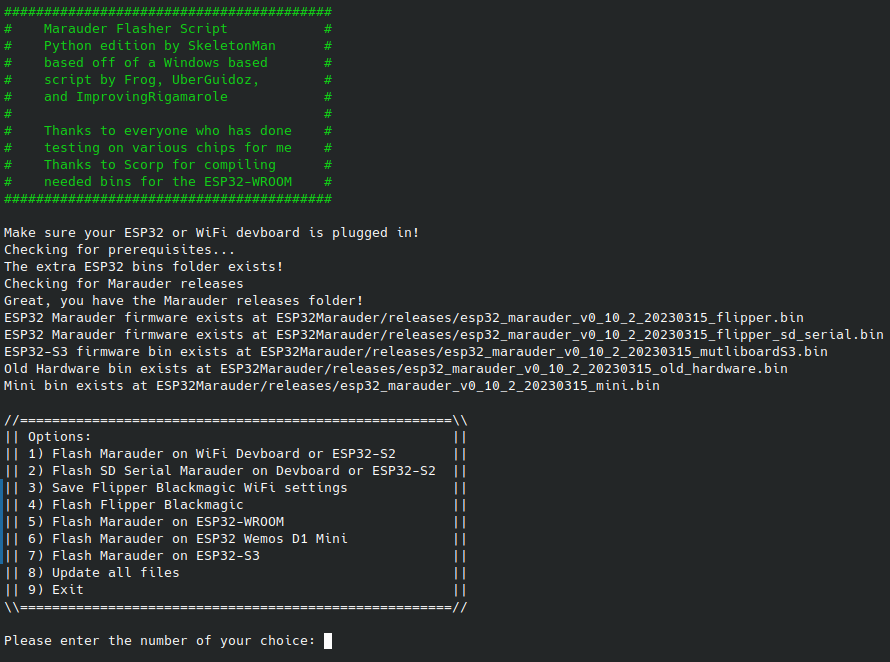 #########################################
#    Marauder Flasher Script            #
#    Python edition by SkeletonMan      #
#    based off of a Windows based       #
#    script by Frog, UberGuidoz,        #
#    and ImprovingRigamarole            #
#                                       #
#    Thanks to everyone who has done    #
#    testing on various chips for me    #
#    Thanks to Scorp for compiling      #
#    needed bins for the ESP32-WROOM    #
#########################################

Make sure your ESP32 or WiFi devboard is plugged in!
Checking for prerequisites...
The extra ESP32 bins folder exists!
Checking for Marauder releases
Great, you have the Marauder releases folder!
ESP32 Marauder firmware exists at ESP32Marauder/releases/esp32_marauder_v0_10_2_20230315_flipper.bin
ESP32 Marauder firmware exists at ESP32Marauder/releases/esp32_marauder_v0_10_2_20230315_flipper_sd_serial.bin
ESP32-S3 firmware bin exists at ESP32Marauder/releases/esp32_marauder_v0_10_2_20230315_mutliboardS3.bin
Old Hardware bin exists at ESP32Marauder/releases/esp32_marauder_v0_10_2_20230315_old_hardware.bin
Mini bin exists at ESP32Marauder/releases/esp32_marauder_v0_10_2_20230315_mini.bin

//======================================================\\
|| Options:                                             ||
|| 1) Flash Marauder on WiFi Devboard or ESP32-S2       ||
|| 2) Flash SD Serial Marauder on Devboard or ESP32-S2  ||
|| 3) Save Flipper Blackmagic WiFi settings             ||
|| 4) Flash Flipper Blackmagic                          ||
|| 5) Flash Marauder on ESP32-WROOM                     ||
|| 6) Flash Marauder on ESP32 Wemos D1 Mini             ||
|| 7) Flash Marauder on ESP32-S3                        ||
|| 8) Update all files                                  ||
|| 9) Exit                                              ||
\\======================================================//

Please enter the number of your choice: